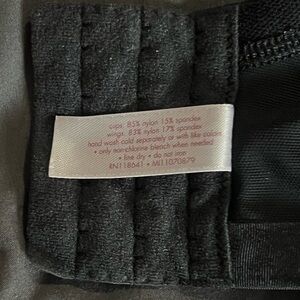 cups: 85% nylon 15% spandex
wings: 83% nylon 17% spandex
hand wash cold separately or with like colors
• only non-chlorine bleach when needed
• line dry • do not iron
RN118641 • MI11070879